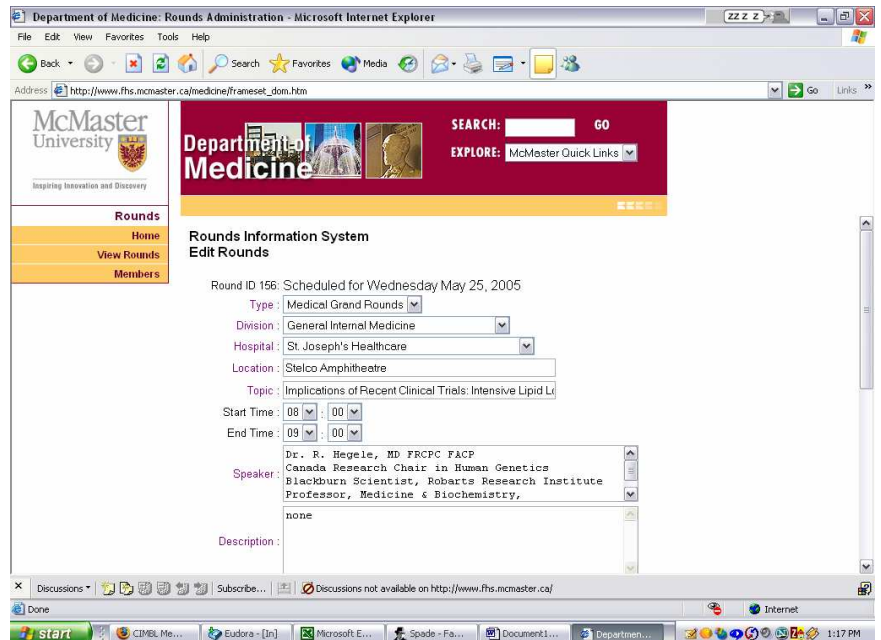 Department of Medicine: Rounds Administration - Microsoft Internet Explorer
zz z z
File Edit View Favorites Tools Help
Back Search Favorites Media
Address http://www.fhs.mcmaster.ca/medicine/frameset_dom.htm Go Links »
McMaster
University
Inspiring Innovation and Discovery
Department of
Medicine
SEARCH: GO
EXPLORE: McMaster Quick Links
Rounds
Home
View Rounds
Members
Rounds Information System
Edit Rounds
Round ID 156: Scheduled for Wednesday May 25, 2005
Type : Medical Grand Rounds
Division : General Internal Medicine
Hospital : St. Joseph's Healthcare
Location : Stelco Amphitheatre
Topic : Implications of Recent Clinical Trials: Intensive Lipid Lo
Start Time : 08 : 00
End Time : 09 : 00
Speaker : Dr. R. Hegele, MD FRCPC FACP
Canada Research Chair in Human Genetics
Blackburn Scientist, Robarts Research Institute
Professor, Medicine & Biochemistry,
Description : none
Discussions Subscribe... Discussions not available on http://www.fhs.mcmaster.ca/
Done Internet
start CIMBL Me... Eudora - [In] Microsoft E... Spade - Fa... Document1... Departmen... 1:17 PM